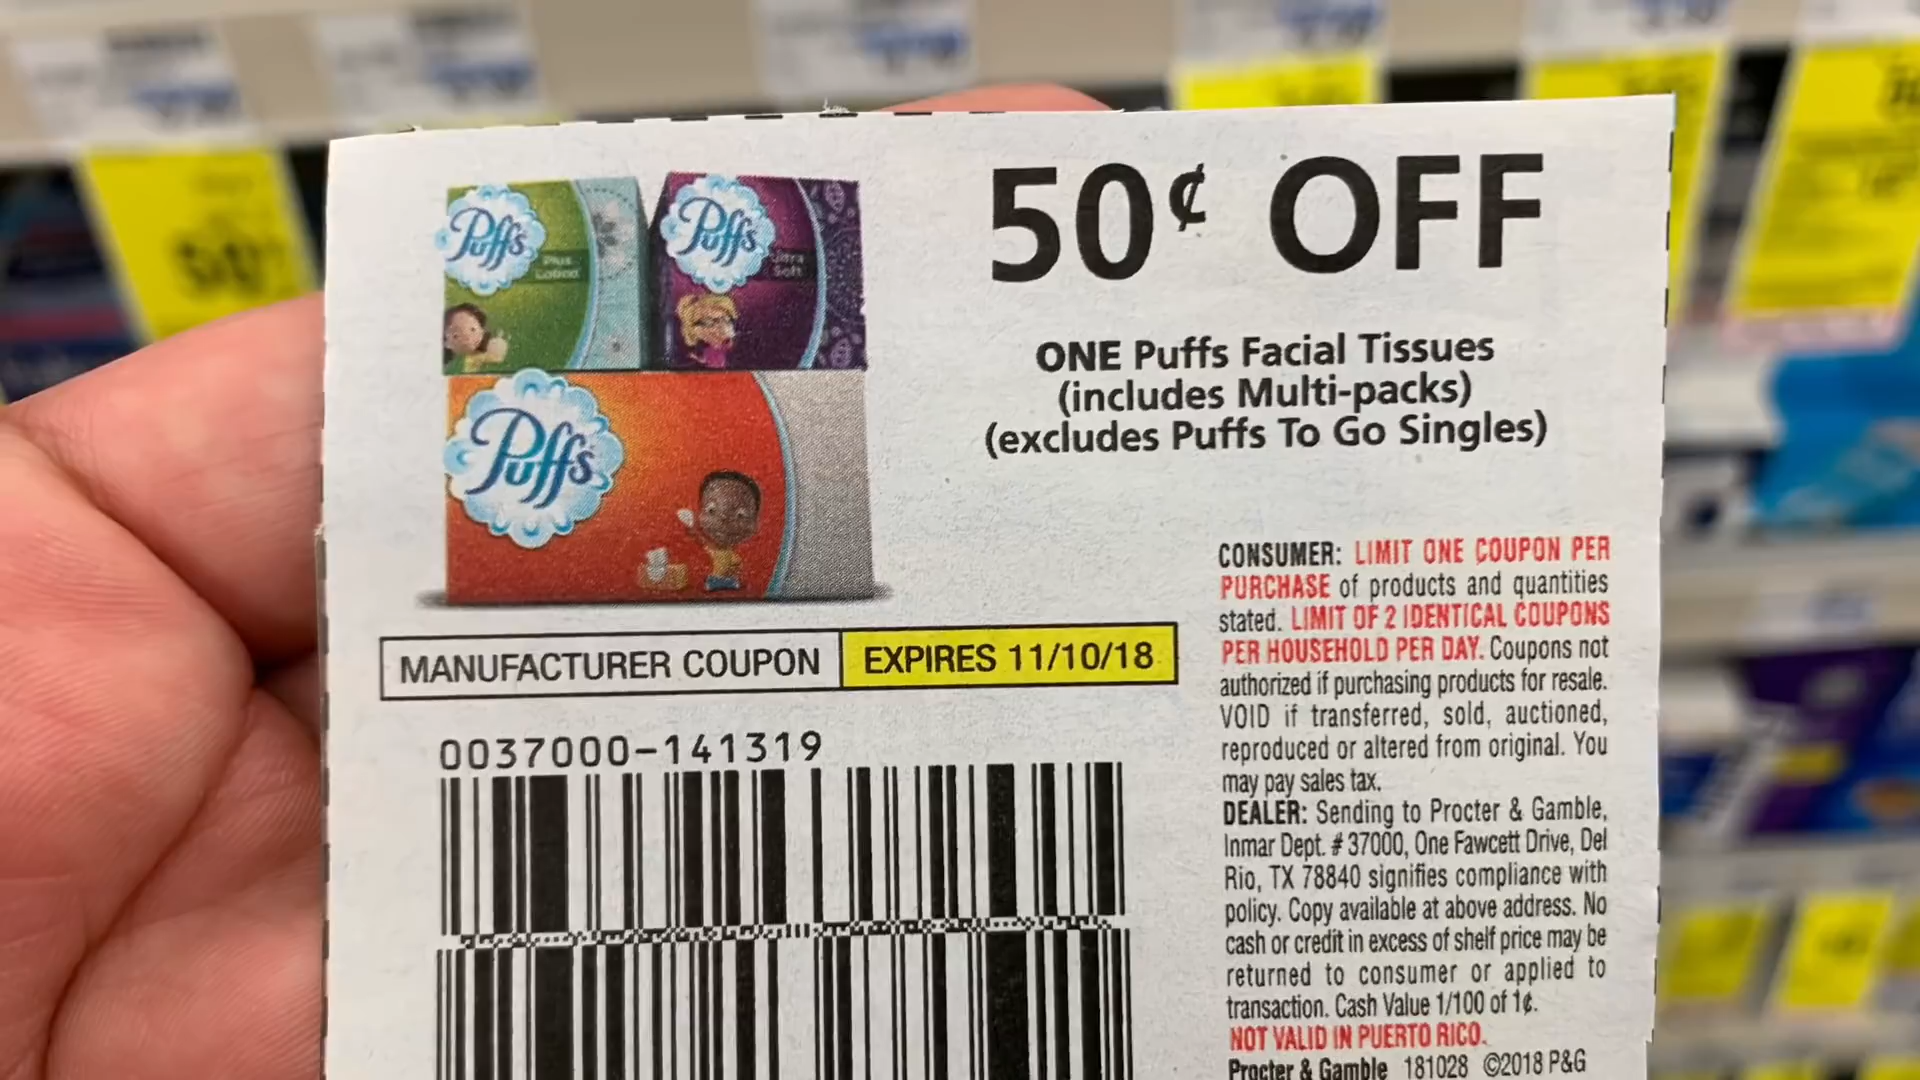 50¢ OFF
ONE Puffs Facial Tissues
(includes Multi-packs)
(excludes Puffs To Go Singles)
Puffs
Plus
Lotion
Puffs
Ultra
Soft
Puffs
MANUFACTURER COUPON EXPIRES 11/10/18
0037000-141319
CONSUMER: LIMIT ONE COUPON PER
PURCHASE of products and quantities
stated. LIMIT OF 2 IDENTICAL COUPONS
PER HOUSEHOLD PER DAY. Coupons not
authorized if purchasing products for resale.
VOID if transferred, sold, auctioned,
reproduced or altered from original. You
may pay sales tax.
DEALER: Sending to Procter & Gamble,
Inmar Dept. # 37000, One Fawcett Drive, Del
Rio, TX 78840 signifies compliance with
policy. Copy available at above address. No
cash or credit in excess of shelf price may be
returned to consumer or applied to
transaction. Cash Value 1/100 of 1¢.
NOT VALID IN PUERTO RICO.
Procter & Gamble 181028 ©2018 P&G